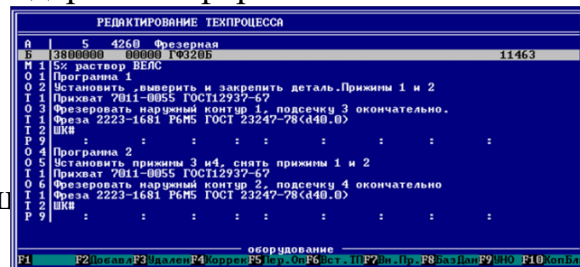 РЕДАКТИРОВАНИЕ ТЕХПРОЦЕССА
А 5 4260 Фрезерная
Б 3800000 00000 ГФ320Б 11463
М 1 5% раствор ВЕЛС
О 1 Программа 1
О 2 Установить ,выверить и закрепить деталь.Прижимы 1 и 2
Т 1 Прихват 7011-0055 ГОСТ12937-67
О 3 Фрезеровать наружный контур 1, подсечку 3 окончательно.
Т 1 Фреза 2223-1681 Р6М5 ГОСТ 23247-78(d40.0)
Т 2 ШК#
Р 9 : : : : : : :
О 4 Программа 2
О 5 Установить прижимы 3 и4, снять прижимы 1 и 2
Т 1 Прихват 7011-0055 ГОСТ12937-67
О 6 Фрезеровать наружный контур 2, подсечку 4 окончательно
Т 1 Фреза 2223-1681 Р6М5 ГОСТ 23247-78(d40.0)
Т 2 ШК#
Р 9 : : : : : : :
оборудование
F1 F2Добавл F3Удален F4Коррек F5Пер.Оп F6Вст.ТП F7Вн.Пр. F8БазДан F9УНО F10КопБл